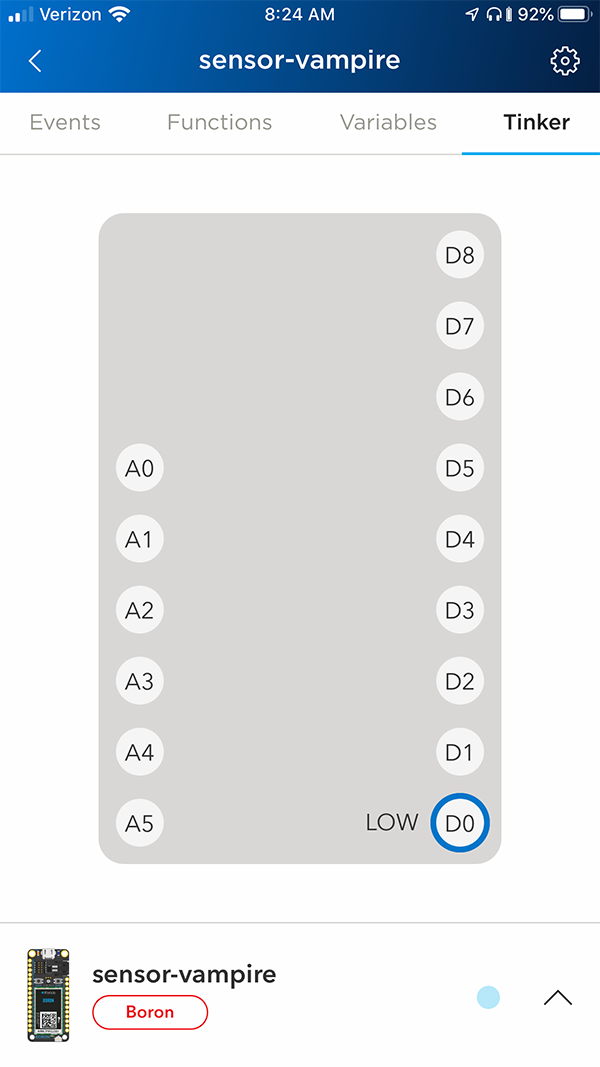 Verizon 8:24 AM 92%
sensor-vampire
Events Functions Variables Tinker
D8
D7
D6
A0 D5
A1 D4
A2 D3
A3 D2
A4 D1
A5 LOW D0
sensor-vampire
Boron